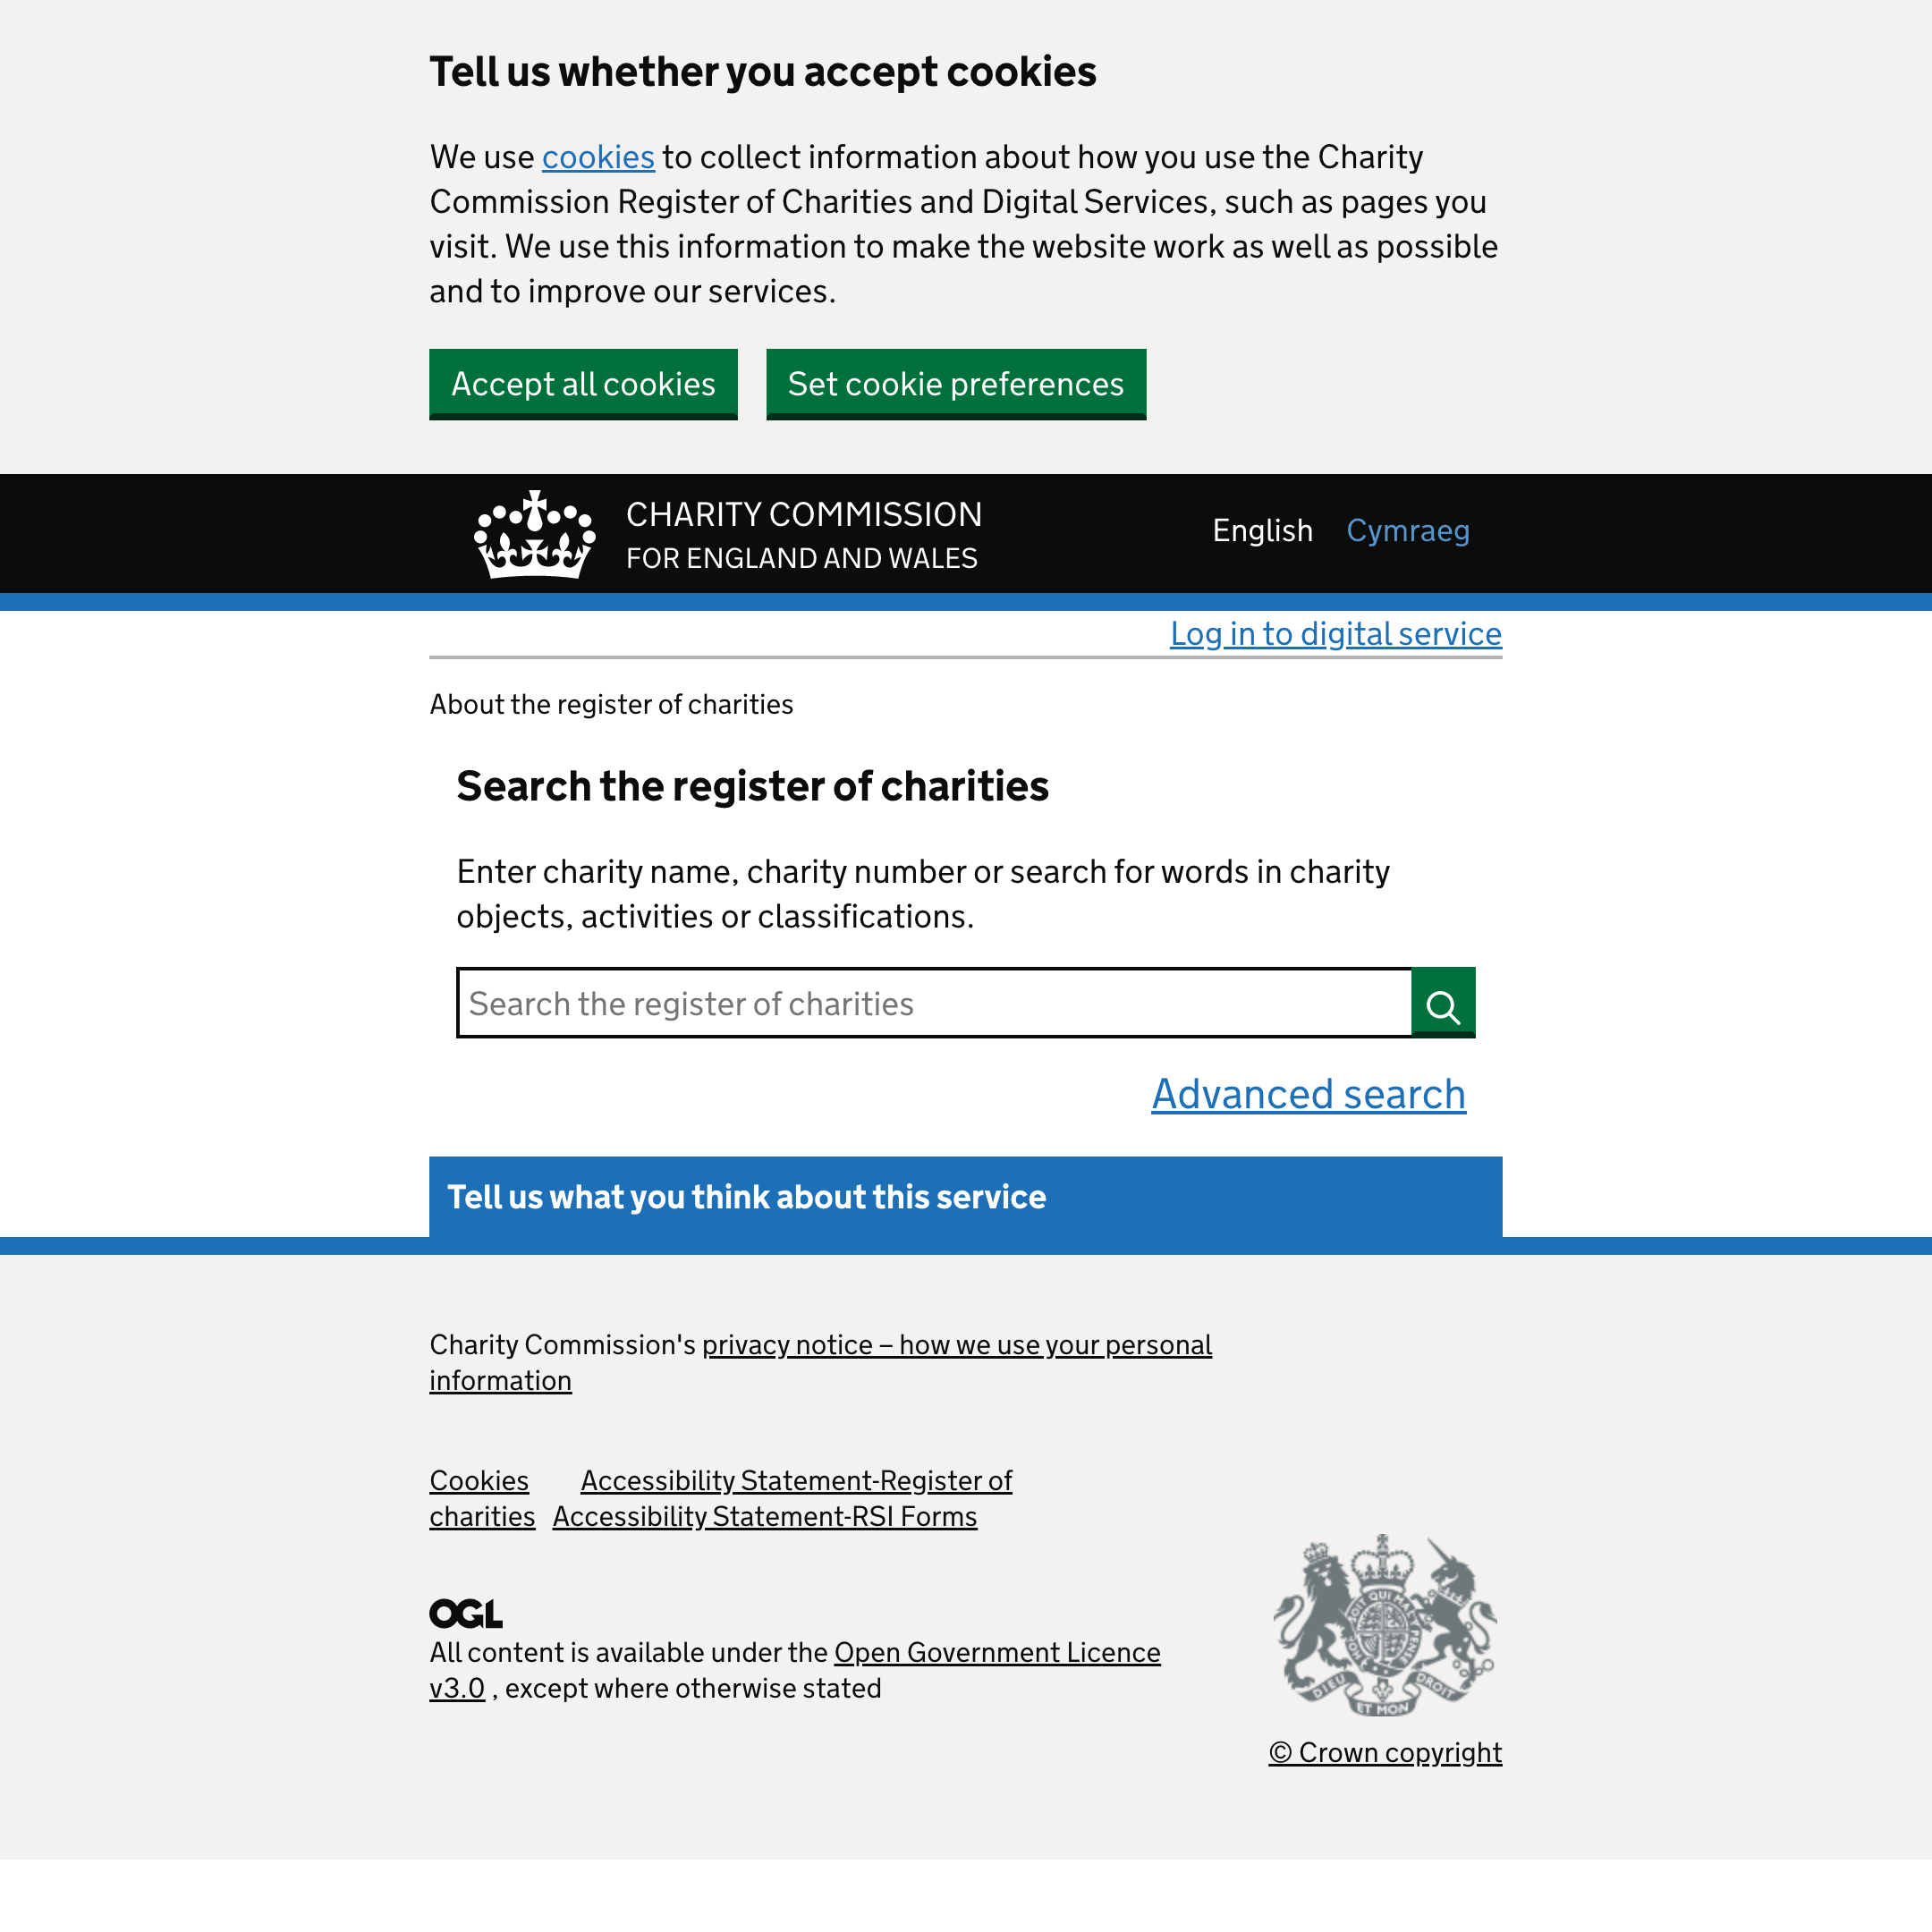 Tell us whether you accept cookies
We use cookies to collect information about how you use the Charity
Commission Register of Charities and Digital Services, such as pages you
visit. We use this information to make the website work as well as possible
and to improve our services.
Accept all cookies Set cookie preferences
CHARITY COMMISSION
FOR ENGLAND AND WALES
English Cymraeg
Log in to digital service
About the register of charities
Search the register of charities
Enter charity name, charity number or search for words in charity
objects, activities or classifications.
Search the register of charities
Advanced search
Tell us what you think about this service
Charity Commission's privacy notice – how we use your personal
information
Cookies Accessibility Statement-Register of
charities Accessibility Statement-RSI Forms
OGL
All content is available under the Open Government Licence
v3.0 , except where otherwise stated
DIEU ET MON DROIT
© Crown copyright